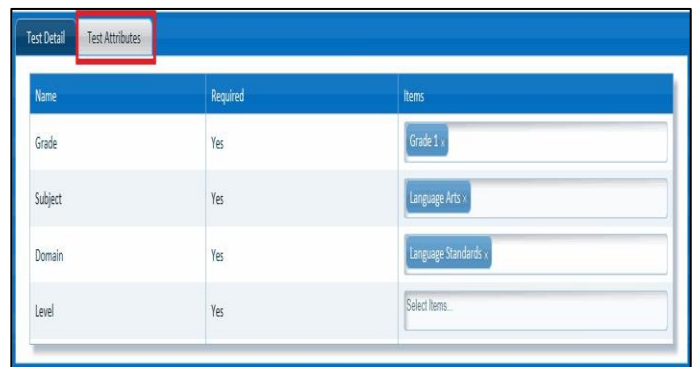 Test Detail Test Attributes
Name Required Items
Grade Yes Grade 1 x
Subject Yes Language Arts x
Domain Yes Language Standards x
Level Yes Select Items...